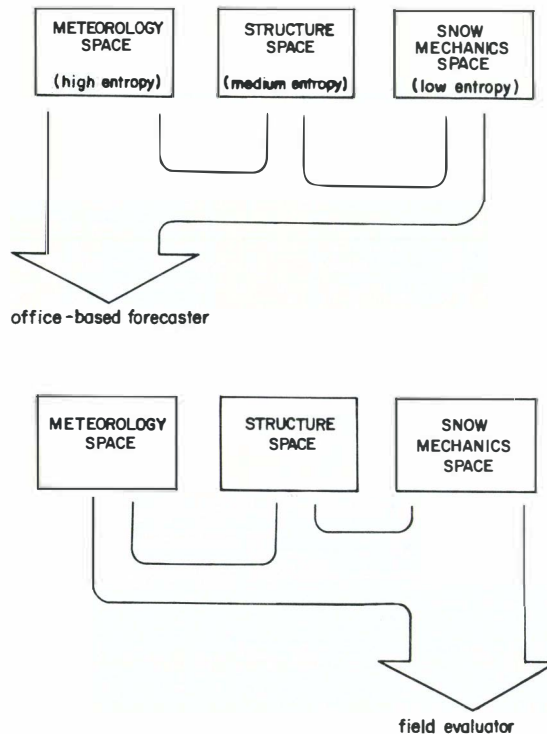 METEOROLOGY
SPACE
(high entropy)
STRUCTURE
SPACE
(medium entropy)
SNOW
MECHANICS
SPACE
(low entropy)
office-based forecaster
METEOROLOGY
SPACE
STRUCTURE
SPACE
SNOW
MECHANICS
SPACE
field evaluator